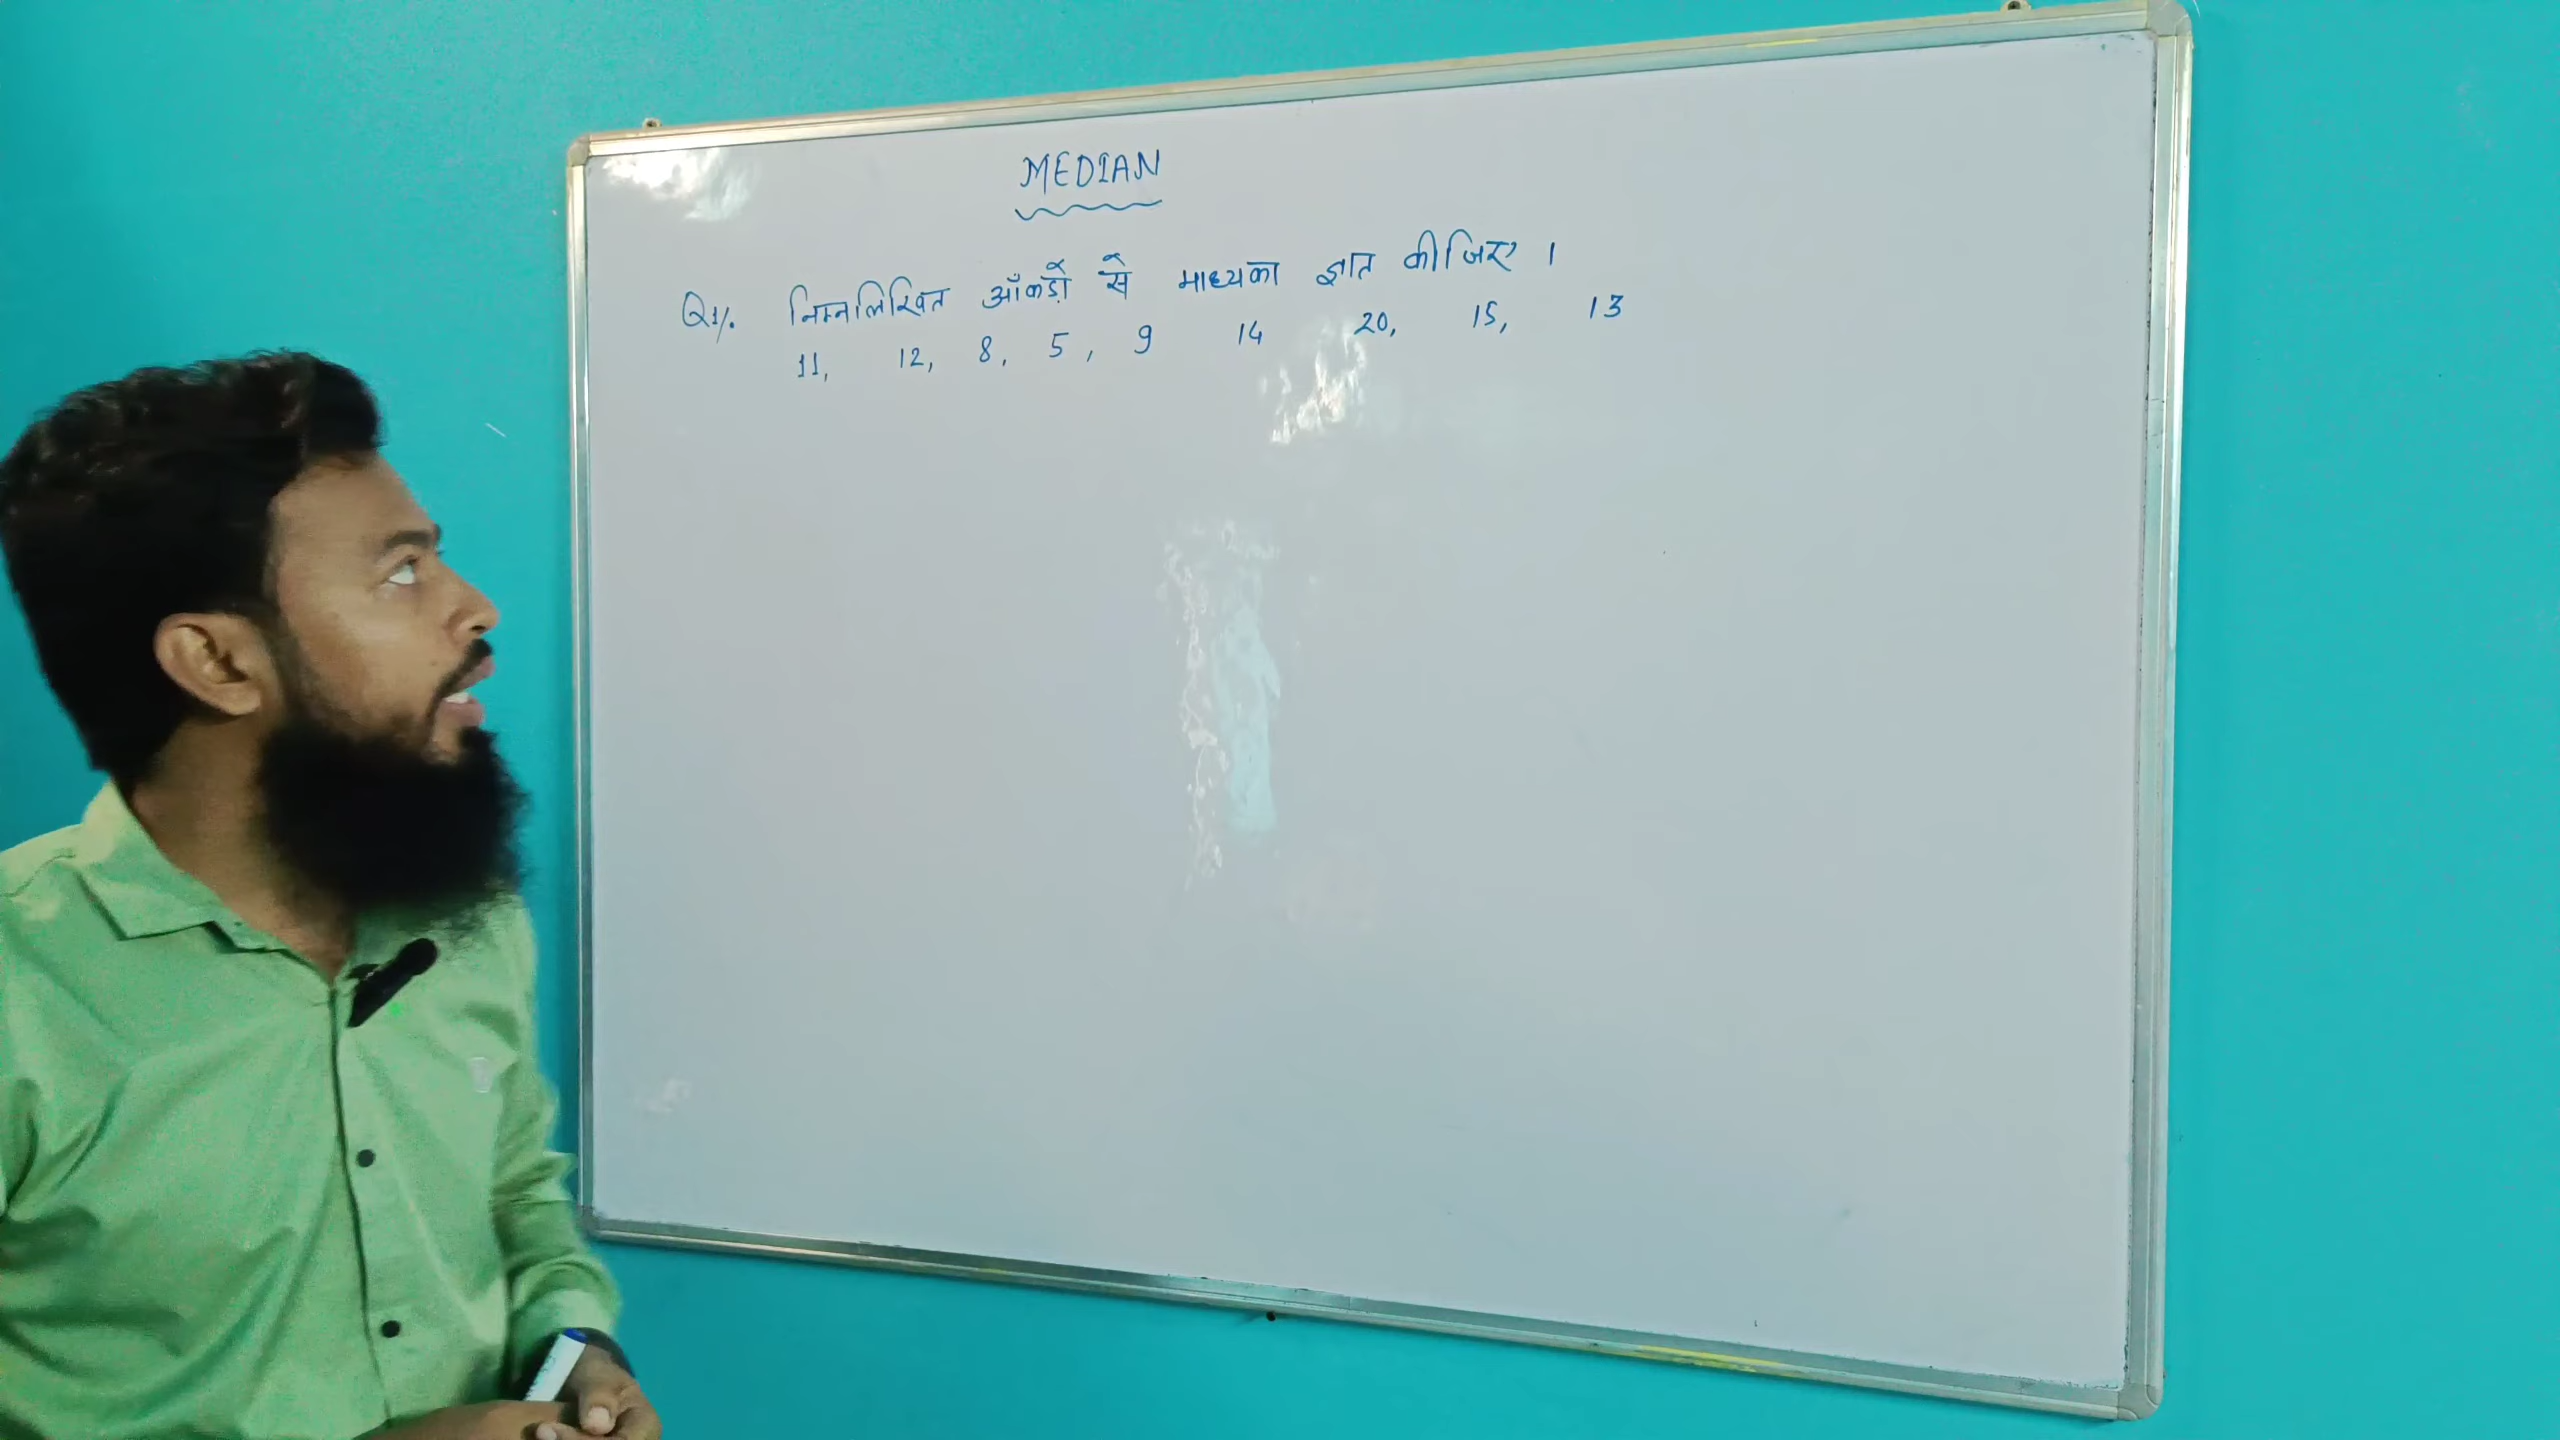 MEDIAN
Q1%. निम्नलिखित आँकड़ों से माध्यका ज्ञात कीजिए ।
11, 12, 8, 5, 9 14 20, 15, 13